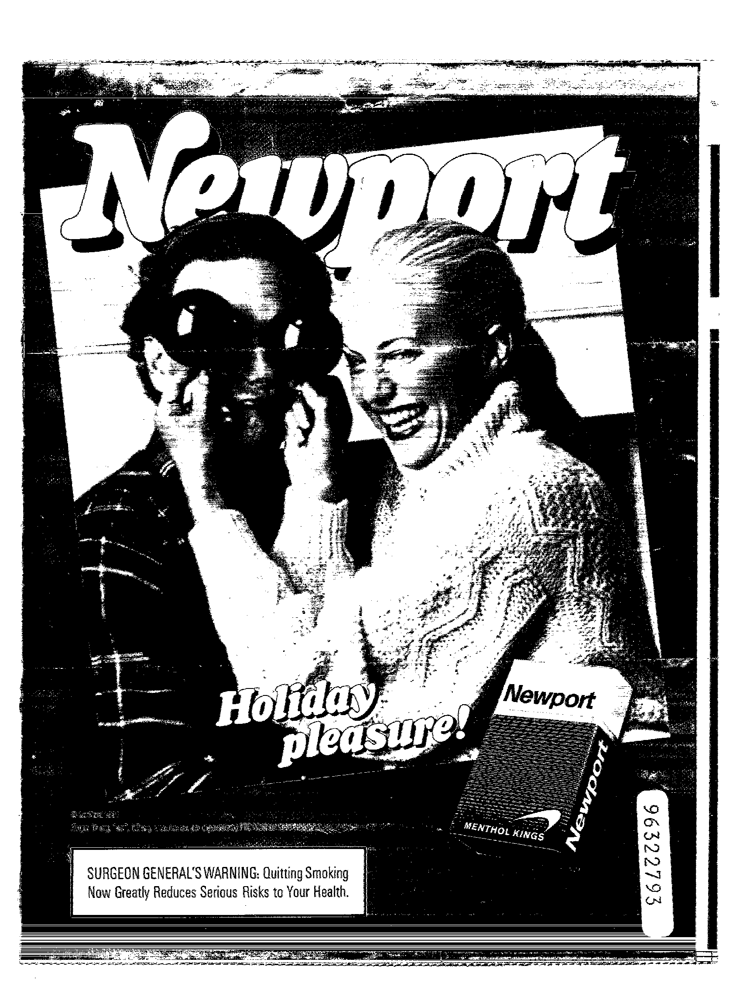 Newport
Holiday
pleasure!
Newport
Newport
MENTHOL KINGS
SURGEON GENERAL'S WARNING: Quitting Smoking
Now Greatly Reduces Serious Risks to Your Health.
96322793